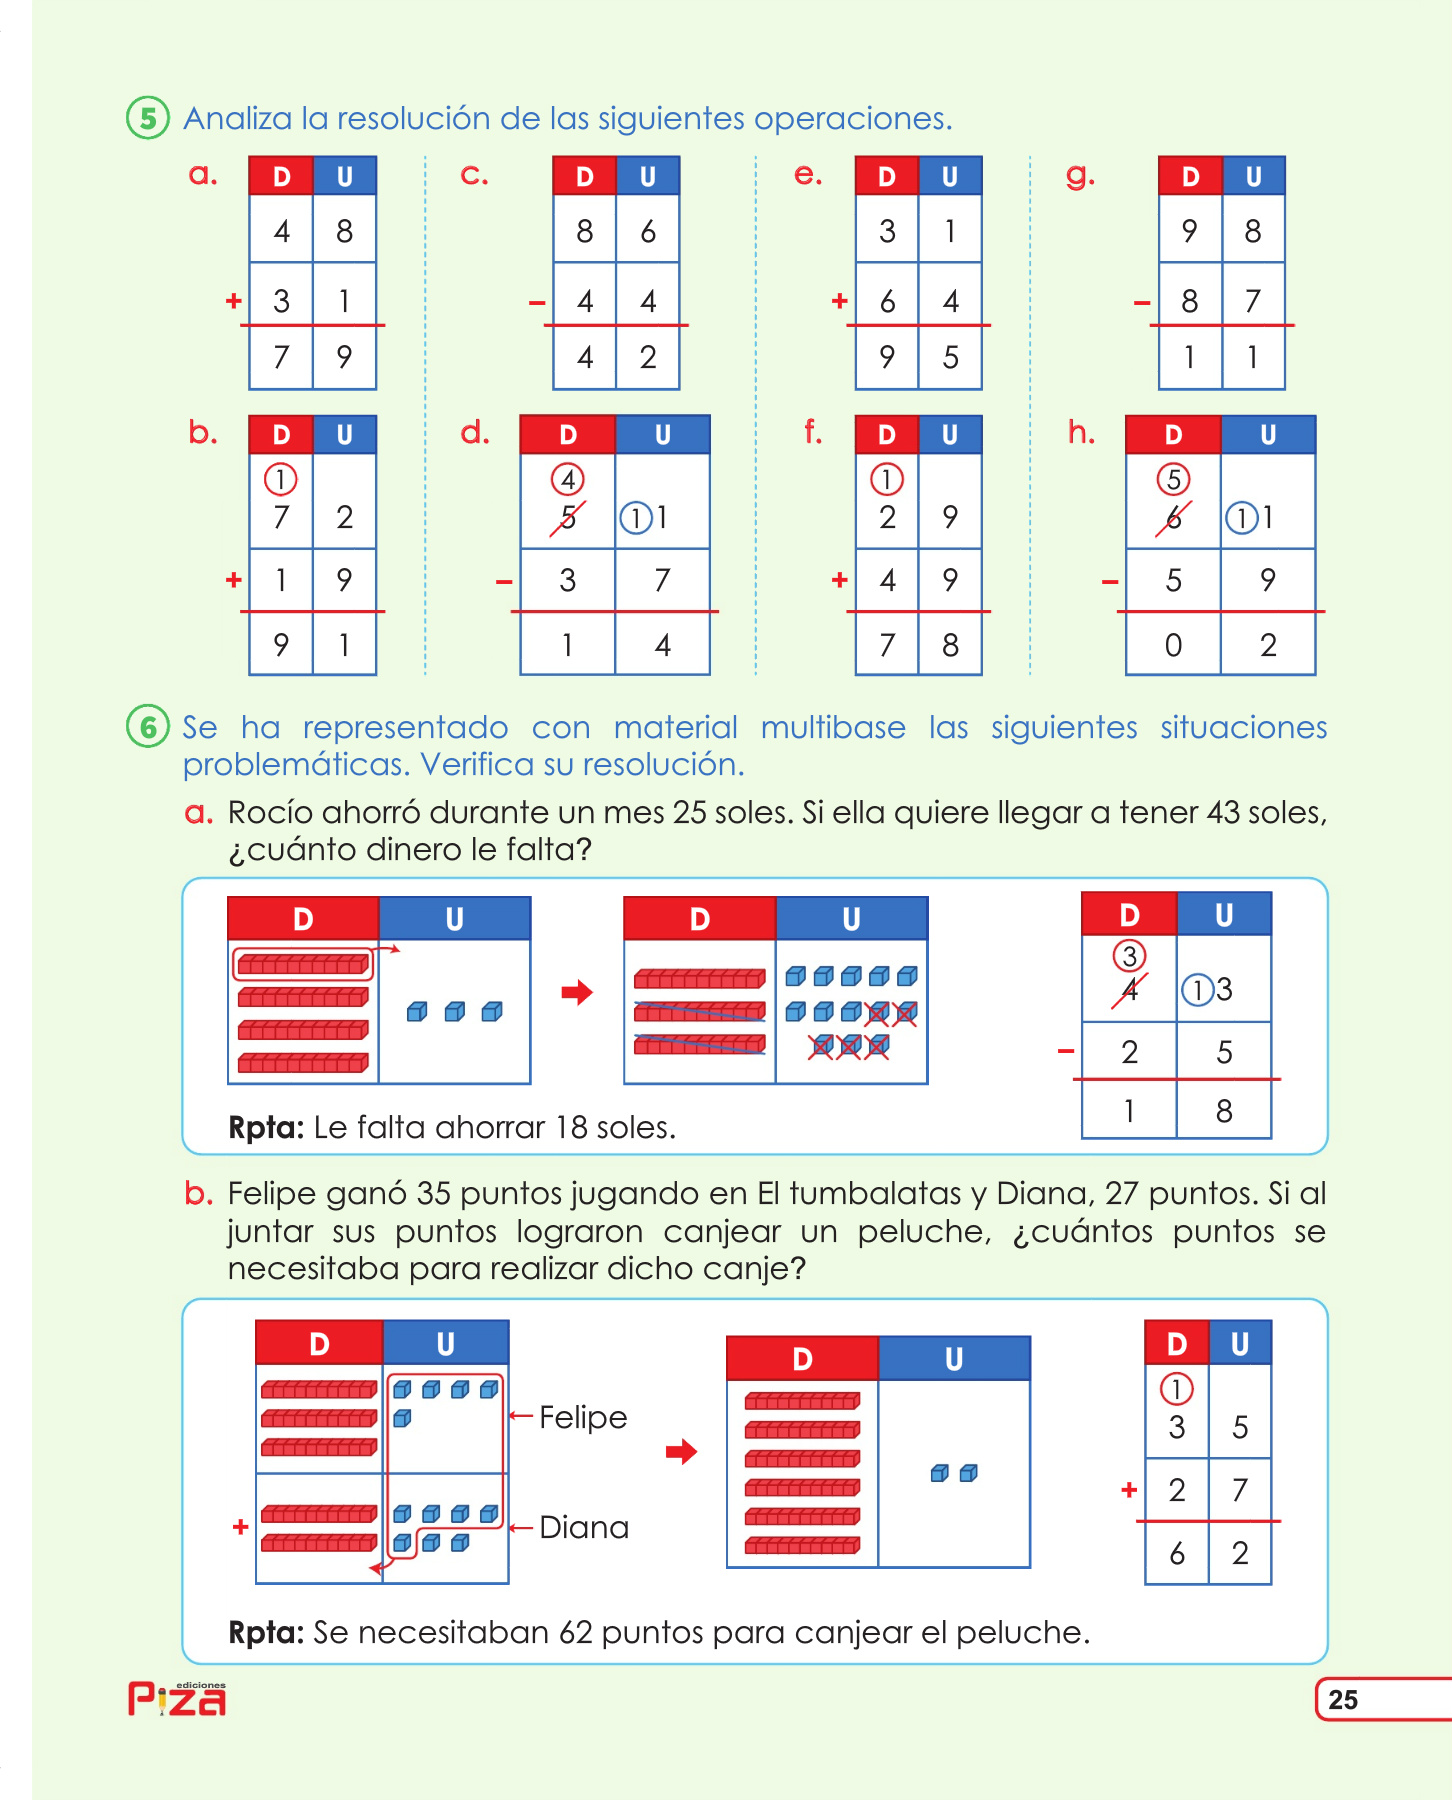 5 Analiza la resolución de las siguientes operaciones.
a. D U
4 8
+ 3 1
7 9
c. D U
8 6
− 4 4
4 2
e. D U
3 1
+ 6 4
9 5
g. D U
9 8
− 8 7
1 1
b. D U
1
7 2
+ 1 9
9 1
d. D U
4
5 1 1
− 3 7
1 4
f. D U
1
2 9
+ 4 9
7 8
h. D U
5
6 1 1
− 5 9
0 2
6 Se ha representado con material multibase las siguientes situaciones
problemáticas. Verifica su resolución.
a. Rocío ahorró durante un mes 25 soles. Si ella quiere llegar a tener 43 soles,
¿cuánto dinero le falta?
D U
D U
D U
3
4 1 3
− 2 5
1 8
Rpta: Le falta ahorrar 18 soles.
b. Felipe ganó 35 puntos jugando en El tumbalatas y Diana, 27 puntos. Si al
juntar sus puntos lograron canjear un peluche, ¿cuántos puntos se
necesitaba para realizar dicho canje?
D U
Felipe
+
Diana
D U
D U
1
3 5
+ 2 7
6 2
Rpta: Se necesitaban 62 puntos para canjear el peluche.
ediciones
Piza
25